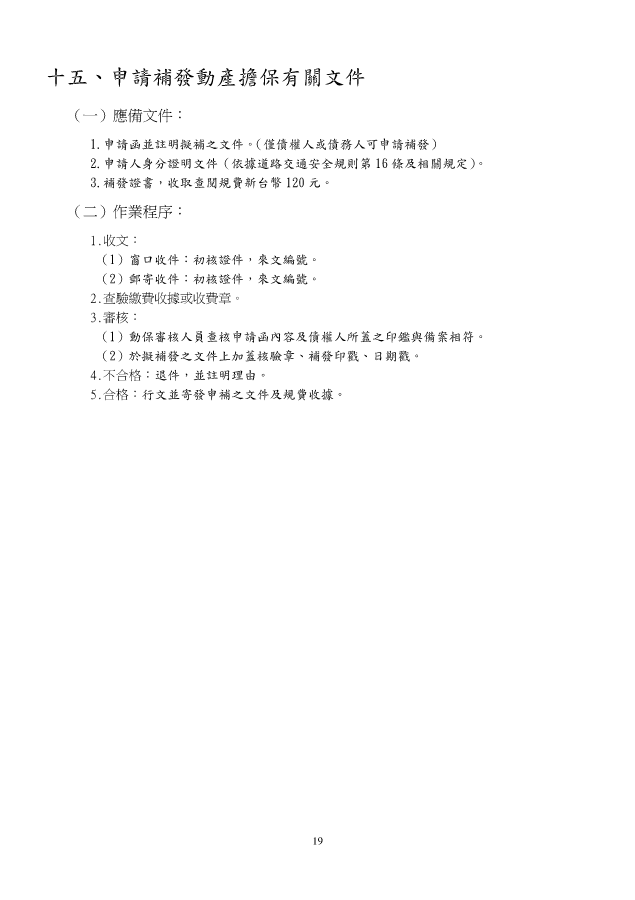 十五、申請補發動產擔保有關文件
（一）應備文件：
1.申請函並註明擬補之文件。（僅債權人或債務人可申請補發）
2.申請人身分證明文件（依據道路交通安全規則第 16 條及相關規定）。
3.補發證書，收取查閱規費新台幣 120 元。
（二）作業程序：
1.收文：
（1）窗口收件：初核證件，來文編號。
（2）郵寄收件：初核證件，來文編號。
2.查驗繳費收據或收費章。
3.審核：
（1）動保審核人員查核申請函內容及債權人所蓋之印鑑與備案相符。
（2）於擬補發之文件上加蓋核驗章、補發印戳、日期戳。
4.不合格：退件，並註明理由。
5.合格：行文並寄發申補之文件及規費收據。
19